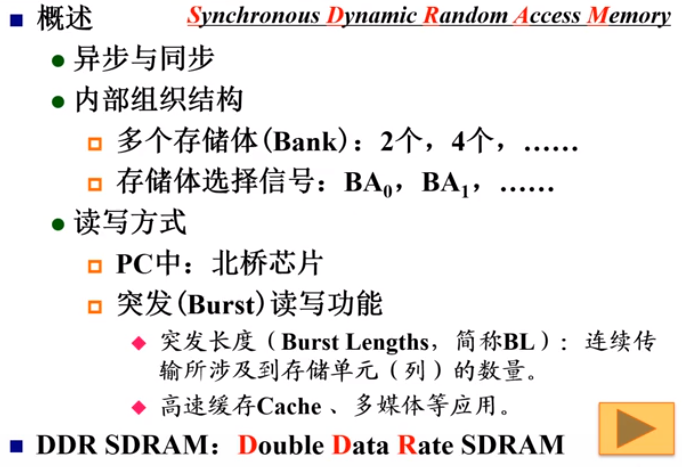 概述
Synchronous Dynamic Random Access Memory
异步与同步
内部组织结构
多个存储体(Bank)：2个，4个，……
存储体选择信号：BA₀，BA₁，……
读写方式
PC中：北桥芯片
突发(Burst)读写功能
突发长度（Burst Lengths，简称BL）：连续传
输所涉及到存储单元（列）的数量。
高速缓存Cache 、多媒体等应用。
DDR SDRAM：Double Data Rate SDRAM